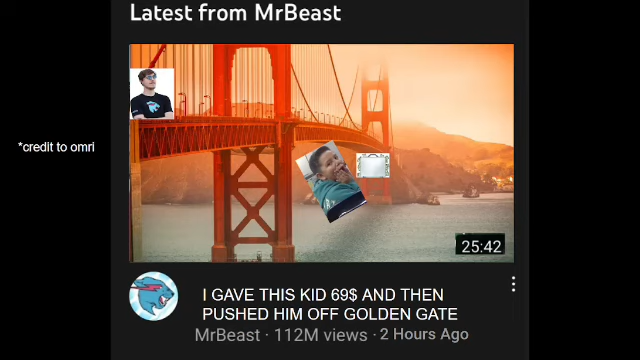 Latest from MrBeast
*credit to omri
25:42
I GAVE THIS KID 69$ AND THEN
PUSHED HIM OFF GOLDEN GATE
MrBeast · 112M views · 2 Hours Ago